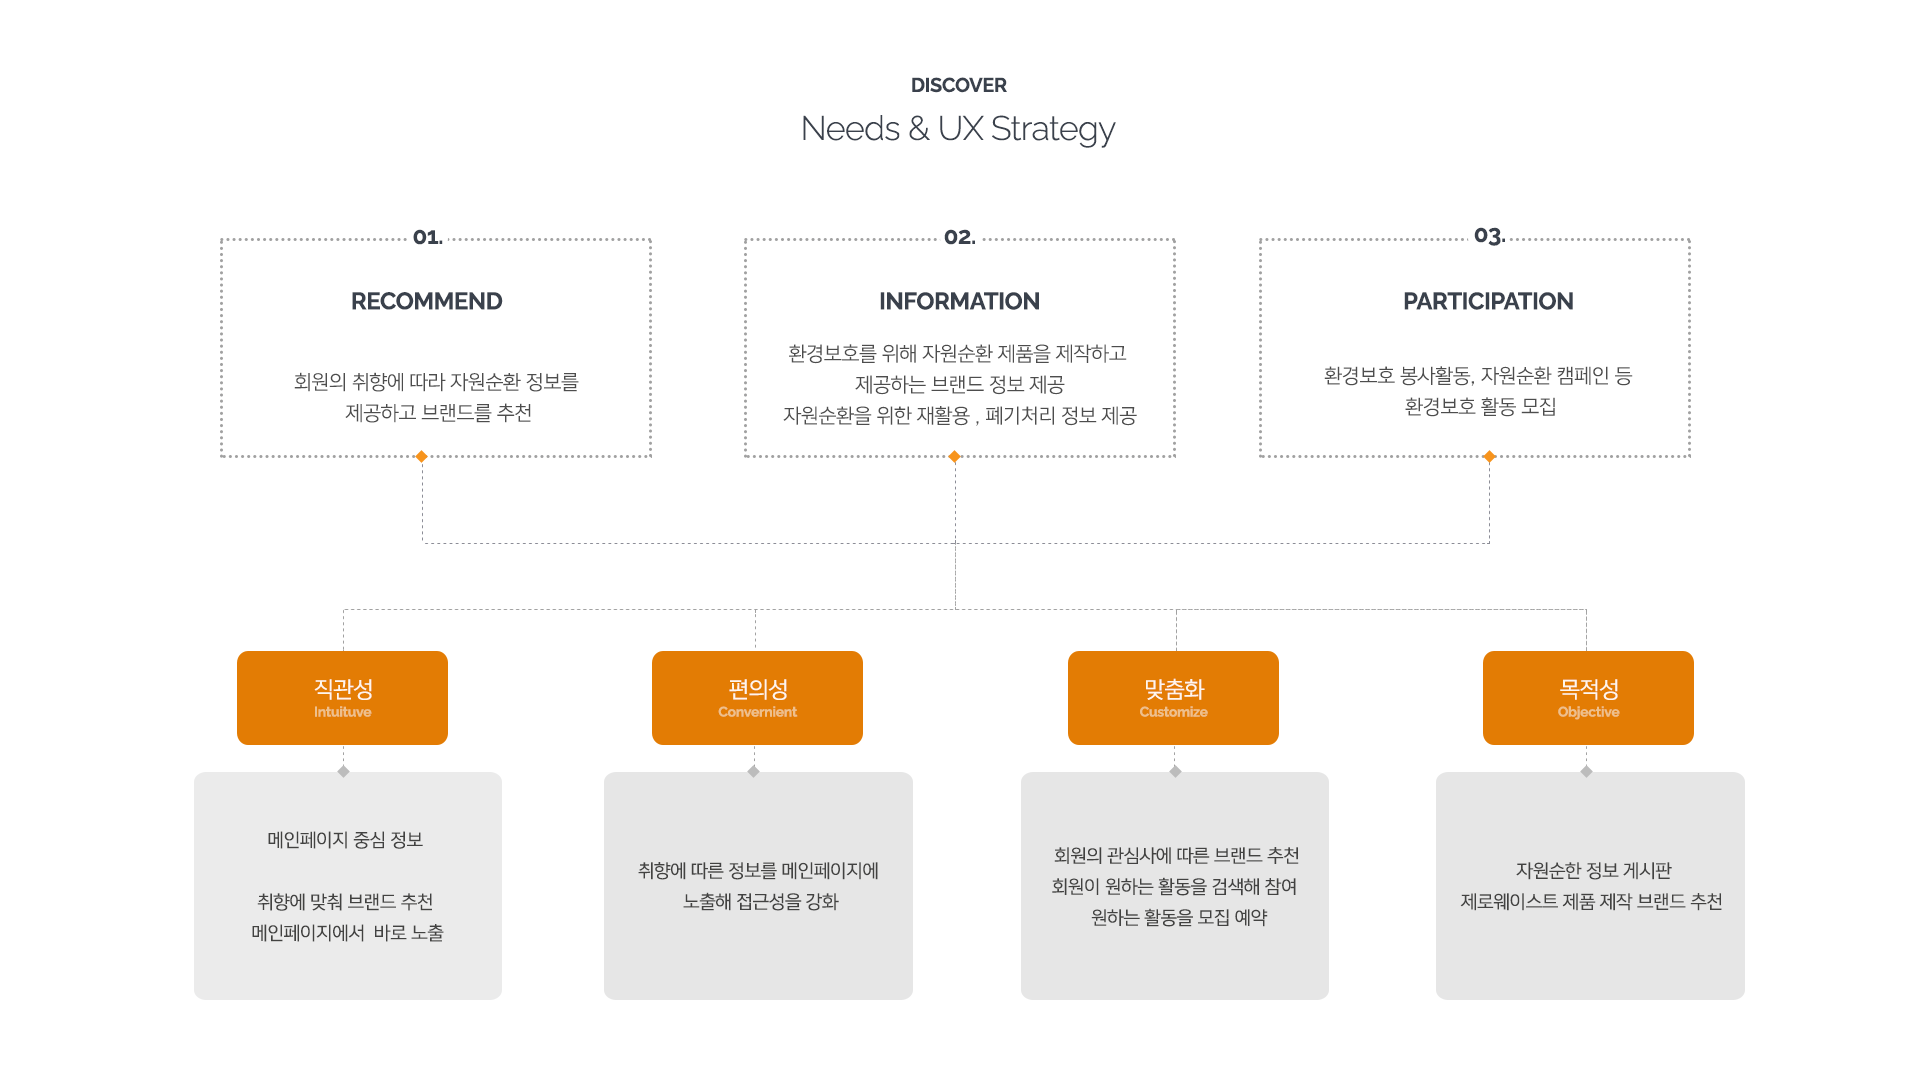 DISCOVER
Needs & UX Strategy
01.
RECOMMEND
회원의 취향에 따라 자원순환 정보를
제공하고 브랜드를 추천
02.
INFORMATION
환경보호를 위해 자원순환 제품을 제작하고
제공하는 브랜드 정보 제공
자원순환을 위한 재활용 , 폐기처리 정보 제공
03.
PARTICIPATION
환경보호 봉사활동, 자원순환 캠페인 등
환경보호 활동 모집
직관성
Intuituve
메인페이지 중심 정보
취향에 맞춰 브랜드 추천
메인페이지에서 바로 노출
편의성
Convernient
취향에 따른 정보를 메인페이지에
노출해 접근성을 강화
맞춤화
Customize
회원의 관심사에 따른 브랜드 추천
회원이 원하는 활동을 검색해 참여
원하는 활동을 모집 예약
목적성
Objective
자원순한 정보 게시판
제로웨이스트 제품 제작 브랜드 추천